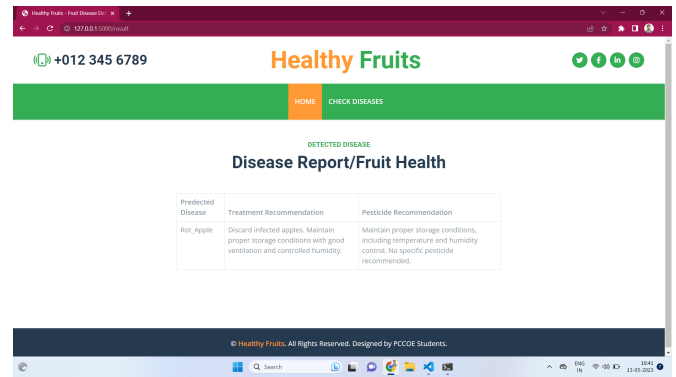 Healthy Fruits - Fruit Disease Det
127.0.0.1:5000/result
+012 345 6789
Healthy Fruits
HOME CHECK DISEASES
DETECTED DISEASE
Disease Report/Fruit Health
Predected
Disease Treatment Recommendation Pesticide Recommendation
Rot_Apple Discard infected apples. Maintain Maintain proper storage conditions,
proper storage conditions with good including temperature and humidity
ventilation and controlled humidity. control. No specific pesticide
recommended.
© Healthy Fruits. All Rights Reserved. Designed by PCCOE Students.
Search
ENG 18:41
IN 13-05-2023